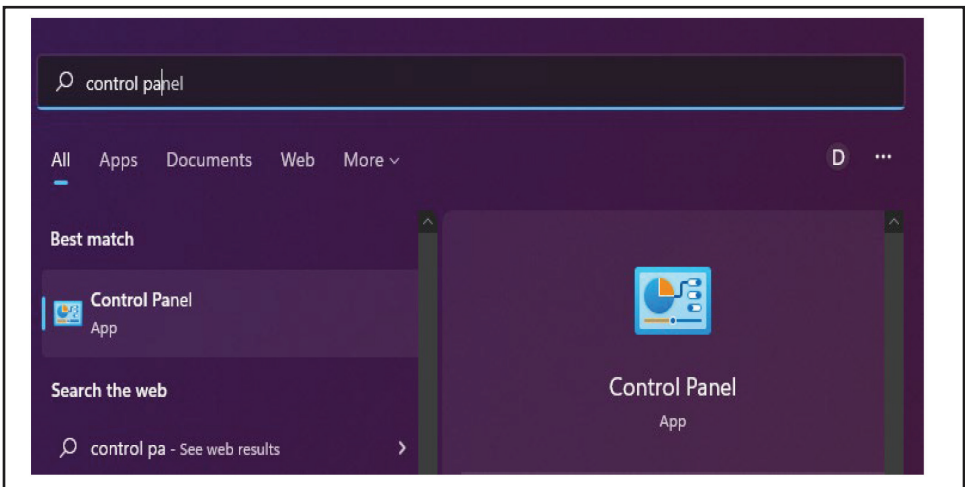 control panel
All Apps Documents Web More
D ...
Best match
Control Panel
App
Search the web
control pa - See web results
Control Panel
App